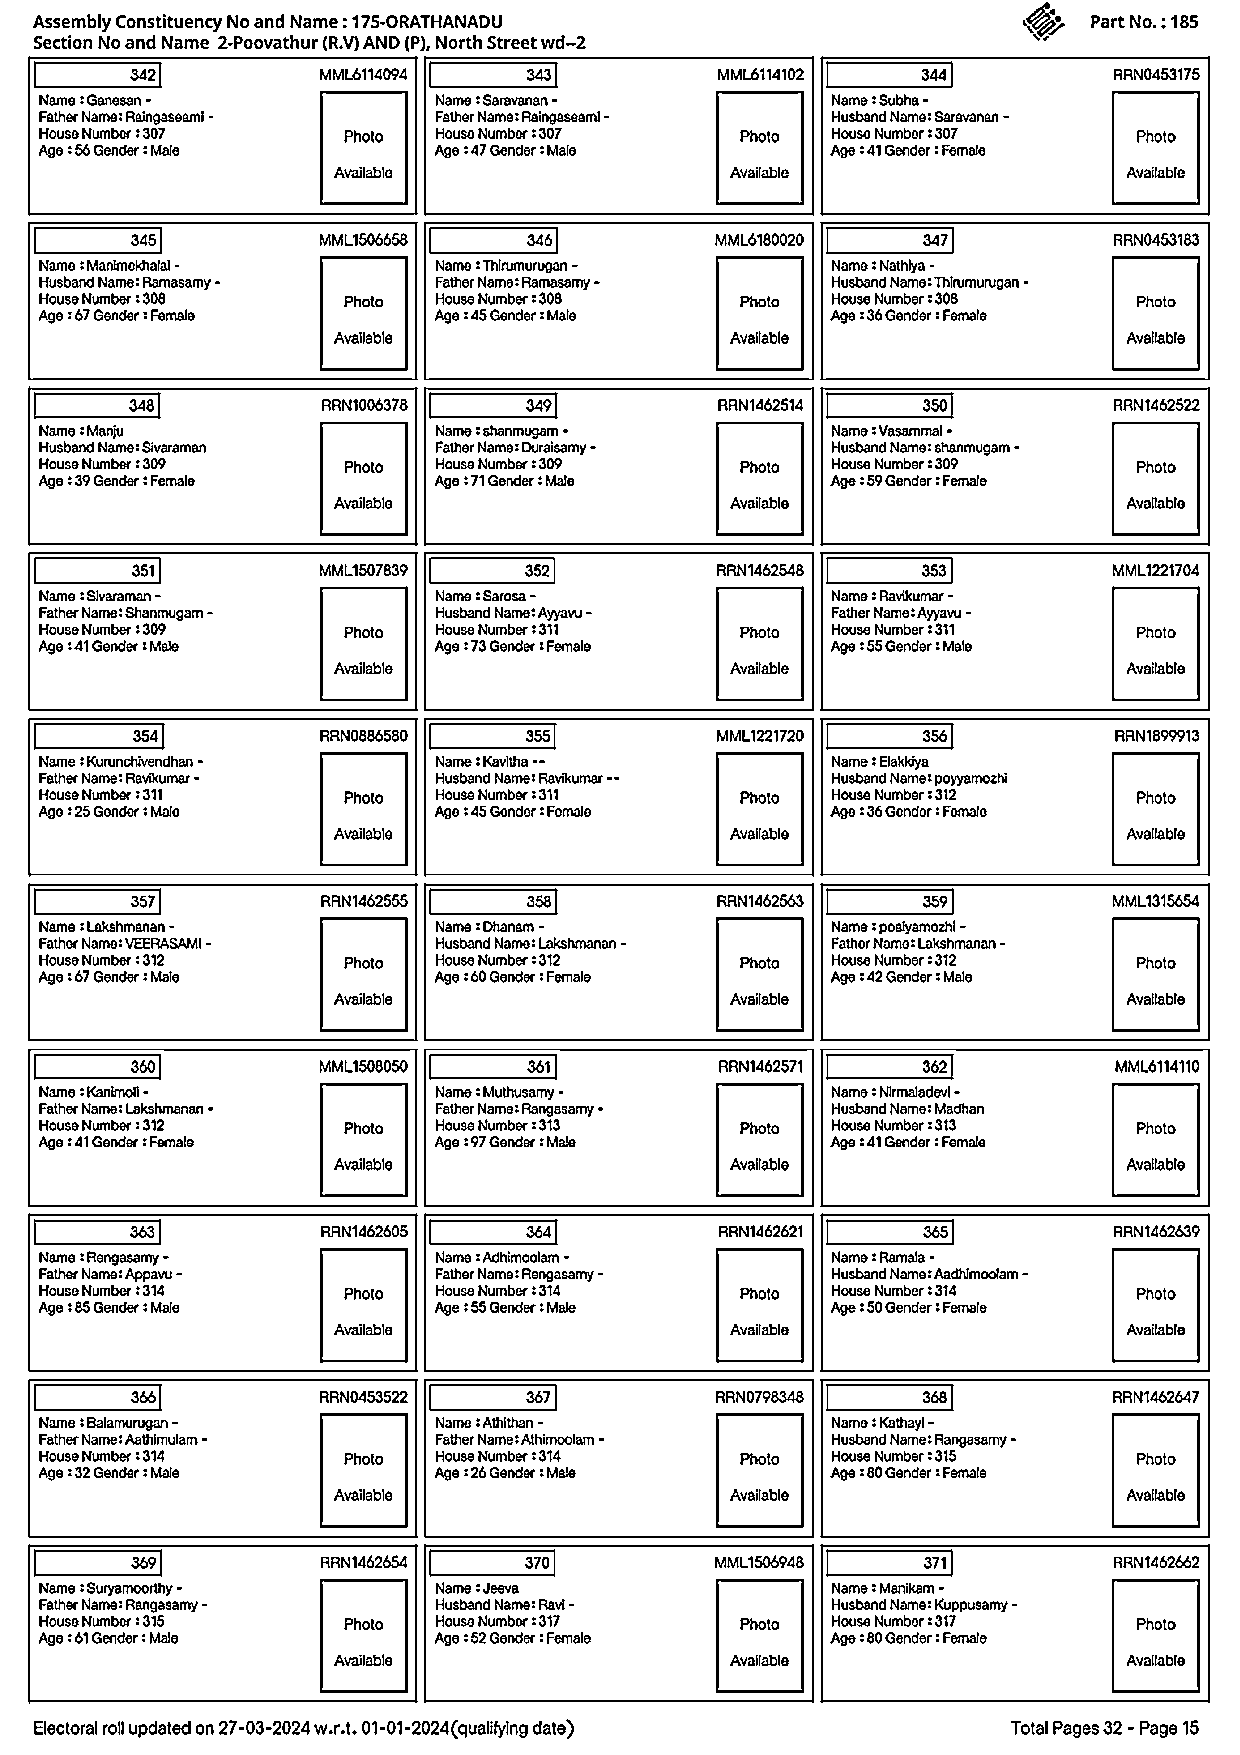 Assembly Constituency No and Name : 175-ORATHANADU
Part No. : 185
Section No and Name 2-Poovathur (R.V) AND (P), North Street wd--2
342 MML6114094
Name : Ganesan -
Father Name: Raingaseami -
House Number : 307
Age : 56 Gender : Male
Photo
Available
343 MML6114102
Name : Saravanan -
Father Name: Raingaseami -
House Number : 307
Age : 47 Gender : Male
Photo
Available
344 RRN0453175
Name : Subha -
Husband Name: Saravanan -
House Number : 307
Age : 41 Gender : Female
Photo
Available
345 MML1506658
Name : Manimekhalai -
Husband Name: Ramasamy -
House Number : 308
Age : 67 Gender : Female
Photo
Available
346 MML6180020
Name : Thirumurugan -
Father Name: Ramasamy -
House Number : 308
Age : 45 Gender : Male
Photo
Available
347 RRN0453183
Name : Nathiya -
Husband Name: Thirumurugan -
House Number : 308
Age : 36 Gender : Female
Photo
Available
348 RRN1006378
Name : Manju
Husband Name: Sivaraman
House Number : 309
Age : 39 Gender : Female
Photo
Available
349 RRN1462514
Name : shanmugam -
Father Name: Duraisamy -
House Number : 309
Age : 71 Gender : Male
Photo
Available
350 RRN1462522
Name : Vasammal -
Husband Name: shanmugam -
House Number : 309
Age : 59 Gender : Female
Photo
Available
351 MML1507839
Name : Sivaraman -
Father Name: Shanmugam -
House Number : 309
Age : 41 Gender : Male
Photo
Available
352 RRN1462548
Name : Sarosa -
Husband Name: Ayyavu -
House Number : 311
Age : 73 Gender : Female
Photo
Available
353 MML1221704
Name : Ravikumar -
Father Name: Ayyavu -
House Number : 311
Age : 55 Gender : Male
Photo
Available
354 RRN0886580
Name : Kurunchivendhan -
Father Name: Ravikumar -
House Number : 311
Age : 25 Gender : Male
Photo
Available
355 MML1221720
Name : Kavitha --
Husband Name: Ravikumar --
House Number : 311
Age : 45 Gender : Female
Photo
Available
356 RRN1899913
Name : Elakkiya
Husband Name: poyyamozhi
House Number : 312
Age : 36 Gender : Female
Photo
Available
357 RRN1462555
Name : Lakshmanan -
Father Name: VEERASAMI -
House Number : 312
Age : 67 Gender : Male
Photo
Available
358 RRN1462563
Name : Dhanam -
Husband Name: Lakshmanan -
House Number : 312
Age : 60 Gender : Female
Photo
Available
359 MML1315654
Name : posiyamozhi -
Father Name: Lakshmanan -
House Number : 312
Age : 42 Gender : Male
Photo
Available
360 MML1508050
Name : Kanimoli -
Father Name: Lakshmanan -
House Number : 312
Age : 41 Gender : Female
Photo
Available
361 RRN1462571
Name : Muthusamy -
Father Name: Rangasamy -
House Number : 313
Age : 97 Gender : Male
Photo
Available
362 MML6114110
Name : Nirmaladevi -
Husband Name: Madhan
House Number : 313
Age : 41 Gender : Female
Photo
Available
363 RRN1462605
Name : Rengasamy -
Father Name: Appavu -
House Number : 314
Age : 85 Gender : Male
Photo
Available
364 RRN1462621
Name : Adhimoolam -
Father Name: Rengasamy -
House Number : 314
Age : 55 Gender : Male
Photo
Available
365 RRN1462639
Name : Ramala -
Husband Name: Aadhimoolam -
House Number : 314
Age : 50 Gender : Female
Photo
Available
366 RRN0453522
Name : Balamurugan -
Father Name: Aathimulam -
House Number : 314
Age : 32 Gender : Male
Photo
Available
367 RRN0798348
Name : Athithan -
Father Name: Athimoolam -
House Number : 314
Age : 26 Gender : Male
Photo
Available
368 RRN1462647
Name : Kathayi -
Husband Name: Rangasamy -
House Number : 315
Age : 80 Gender : Female
Photo
Available
369 RRN1462654
Name : Suryamoorthy -
Father Name: Rangasamy -
House Number : 315
Age : 61 Gender : Male
Photo
Available
370 MML1506948
Name : Jeeva
Husband Name: Ravi -
House Number : 317
Age : 52 Gender : Female
Photo
Available
371 RRN1462662
Name : Manikam -
Husband Name: Kuppusamy -
House Number : 317
Age : 80 Gender : Female
Photo
Available
Electoral roll updated on 27-03-2024 w.r.t. 01-01-2024(qualifying date)
Total Pages 32 - Page 15